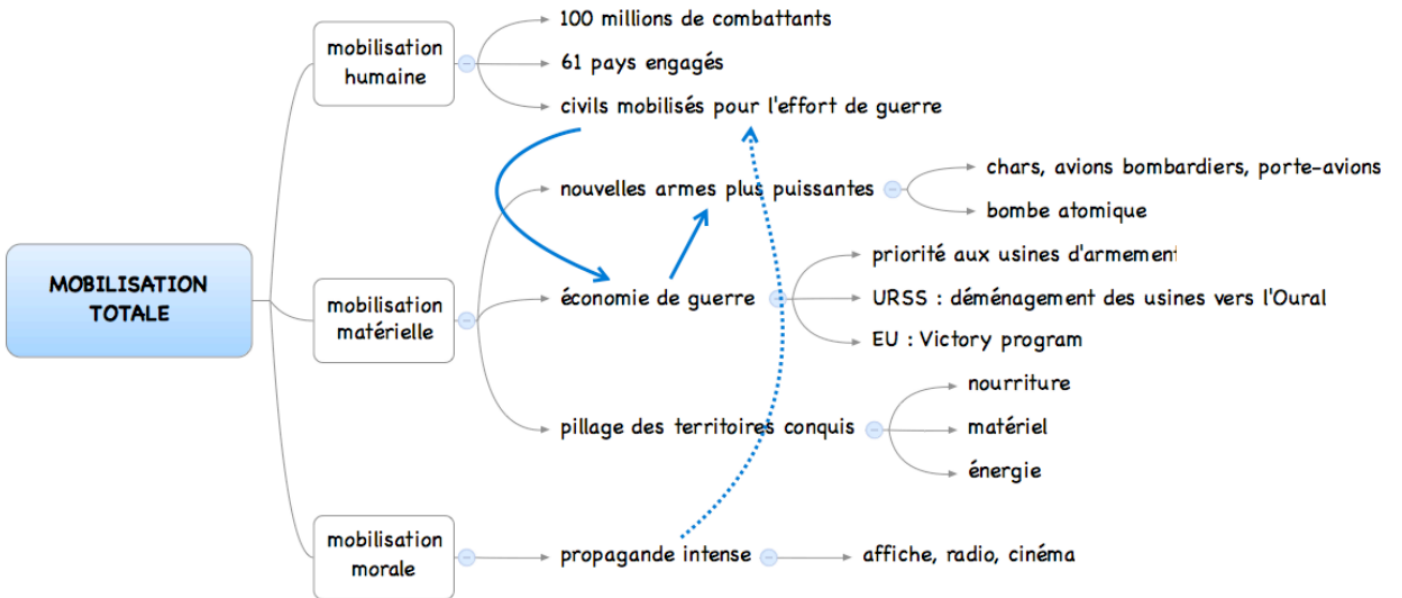 100 millions de combattants
mobilisation
humaine
61 pays engagés
civils mobilisés pour l'effort de guerre
nouvelles armes plus puissantes
chars, avions bombardiers, porte-avions
bombe atomique
MOBILISATION
TOTALE
mobilisation
matérielle
économie de guerre
priorité aux usines d'armement
URSS : déménagement des usines vers l'Oural
EU : Victory program
pillage des territoires conquis
nourriture
matériel
énergie
mobilisation
morale
propagande intense
affiche, radio, cinéma